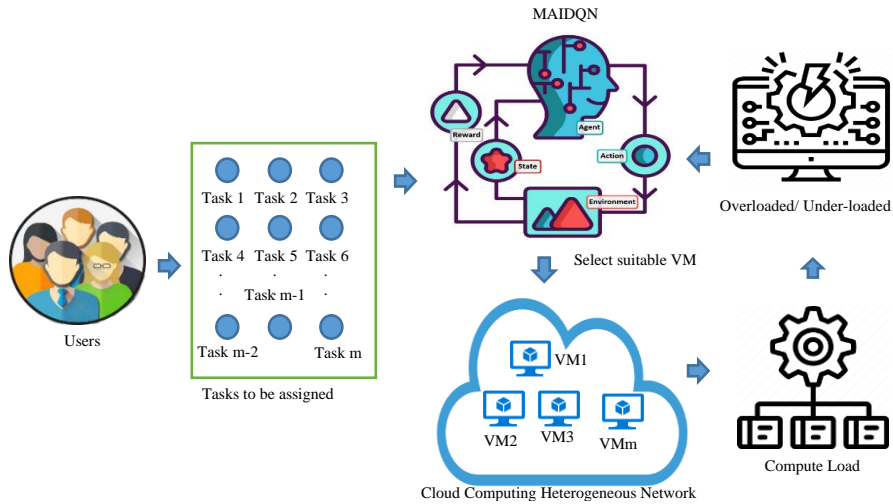 MAIDQN
Reward
Agent
State
Action
Environment
Task 1 Task 2 Task 3
Task 4 Task 5 Task 6
. .
. Task m-1 .
Task m-2 Task m
Users
Tasks to be assigned
Overloaded/ Under-loaded
Select suitable VM
VM1
VM2 VM3 VMm
Compute Load
Cloud Computing Heterogeneous Network